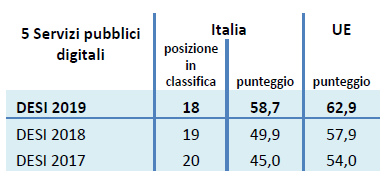 5 Servizi pubblici digitali
Italia
UE
posizione in classifica
punteggio
punteggio
DESI 2019 18 58,7 62,9
DESI 2018 19 49,9 57,9
DESI 2017 20 45,0 54,0